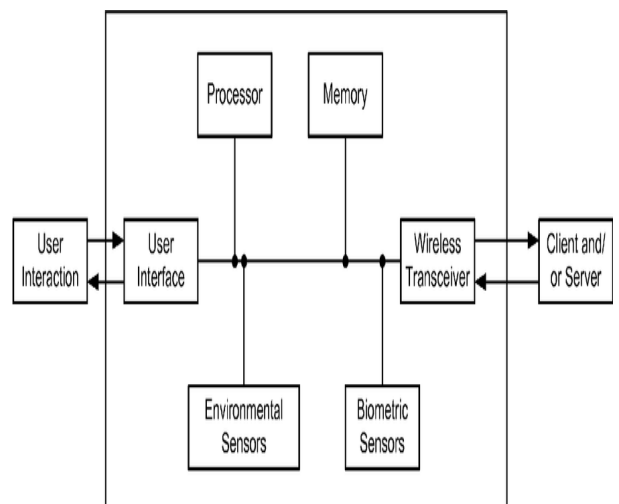 Processor
Memory
User
Interaction
User
Interface
Wireless
Transceiver
Client and/
or Server
Environmental
Sensors
Biometric
Sensors